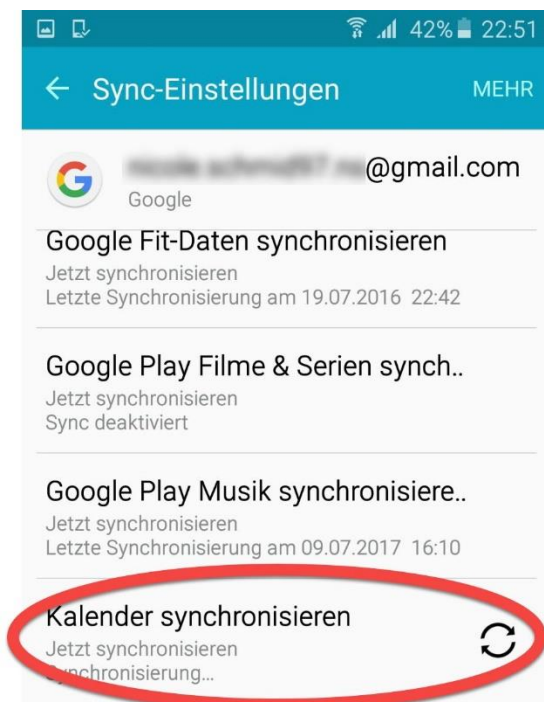 42% 22:51
Sync-Einstellungen MEHR
@gmail.com
Google
Google Fit-Daten synchronisieren
Jetzt synchronisieren
Letzte Synchronisierung am 19.07.2016 22:42
Google Play Filme & Serien synch..
Jetzt synchronisieren
Sync deaktiviert
Google Play Musik synchronisiere..
Jetzt synchronisieren
Letzte Synchronisierung am 09.07.2017 16:10
Kalender synchronisieren
Jetzt synchronisieren
Synchronisierung...